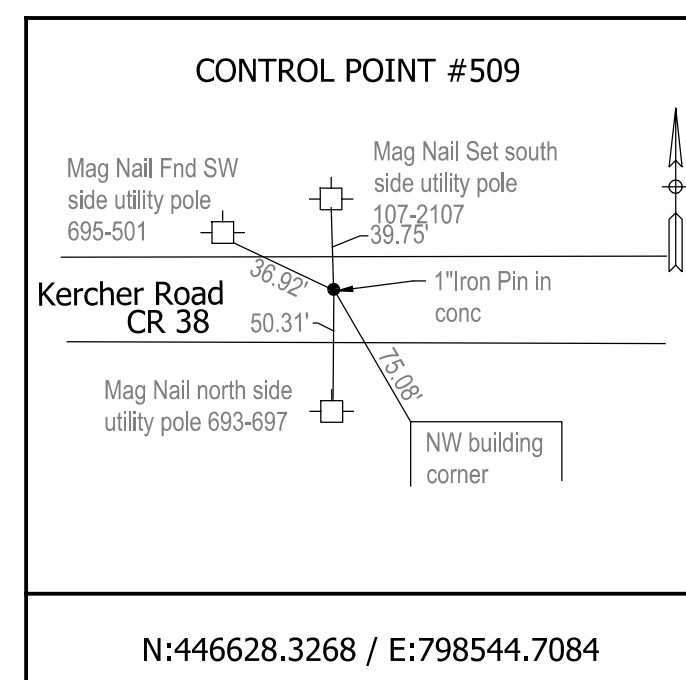 CONTROL POINT #509
Mag Nail Fnd SW
side utility pole
695-501
Mag Nail Set south
side utility pole
107-2107
39.75'
36.92'
1"Iron Pin in
conc
Kercher Road
CR 38
50.31'
75.08'
Mag Nail north side
utility pole 693-697
NW building
corner
N:446628.3268 / E:798544.7084